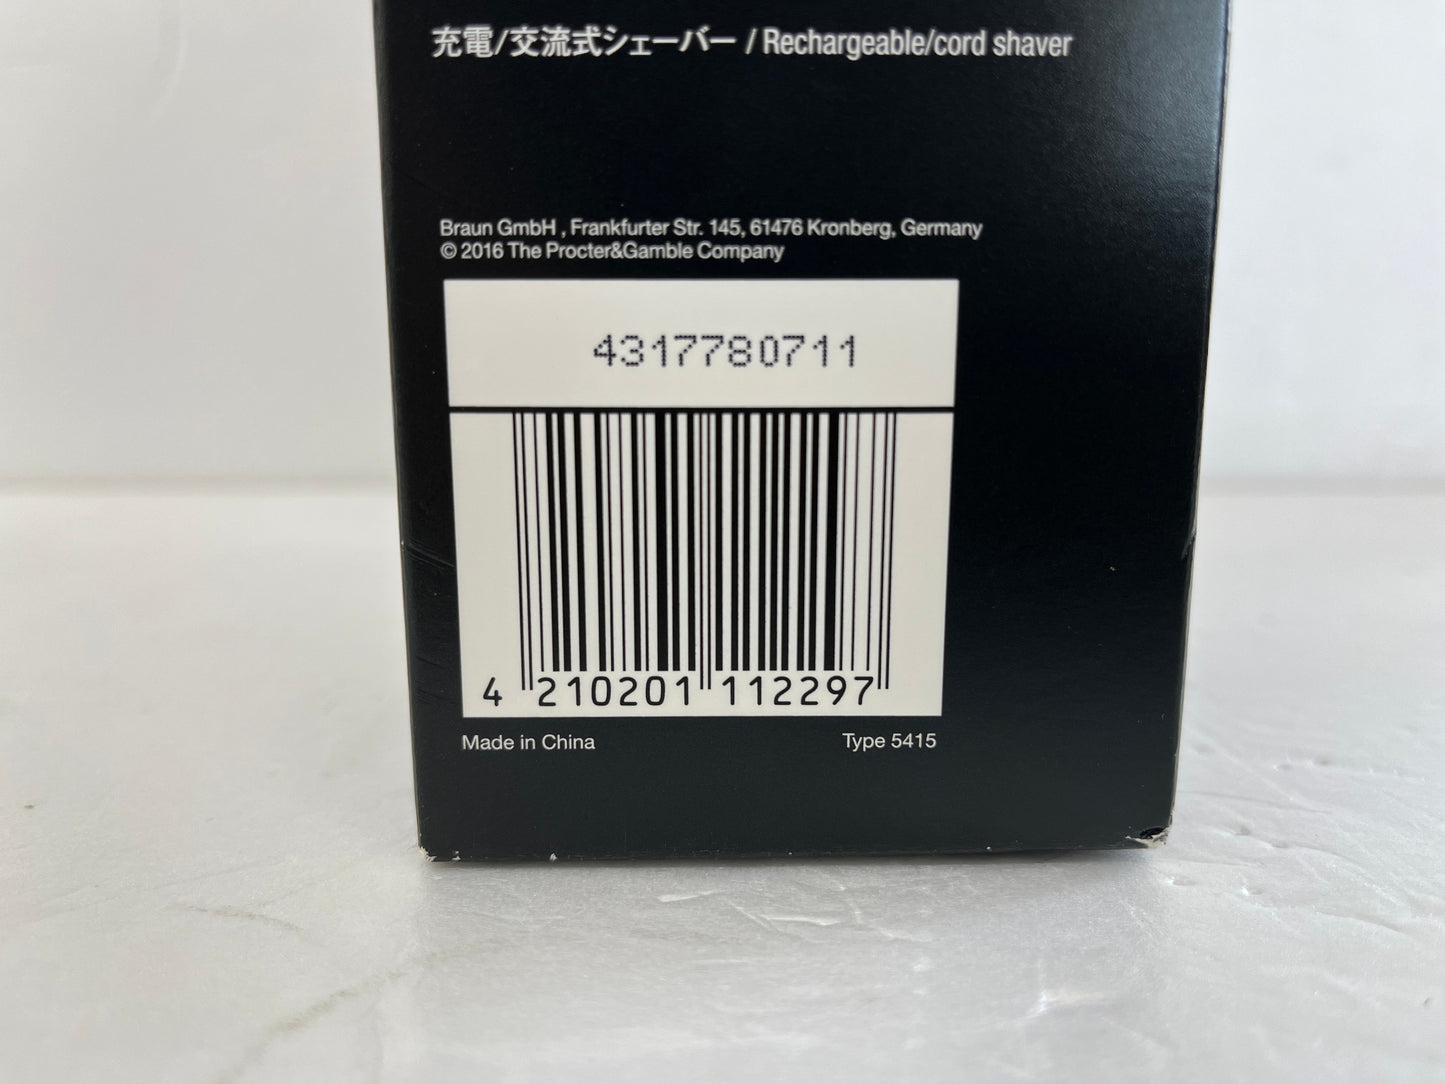 充電/交流式シェーバー / Rechargeable/cord shaver
Braun GmbH , Frankfurter Str. 145, 61476 Kronberg, Germany
© 2016 The Procter&Gamble Company
4317780711
4 210201 112297
Made in China
Type 5415